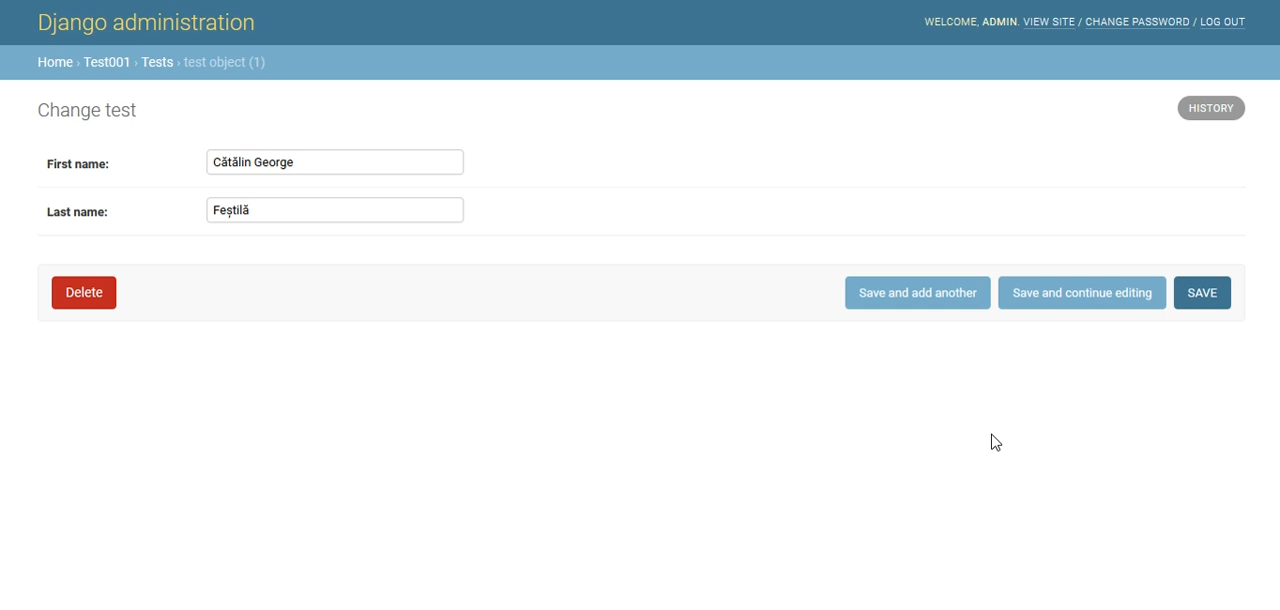 Django administration
WELCOME, ADMIN. VIEW SITE / CHANGE PASSWORD / LOG OUT
Home › Test001 › Tests › test object (1)
Change test
HISTORY
First name: Cătălin George
Last name: Feștilă
Delete
Save and add another
Save and continue editing
SAVE